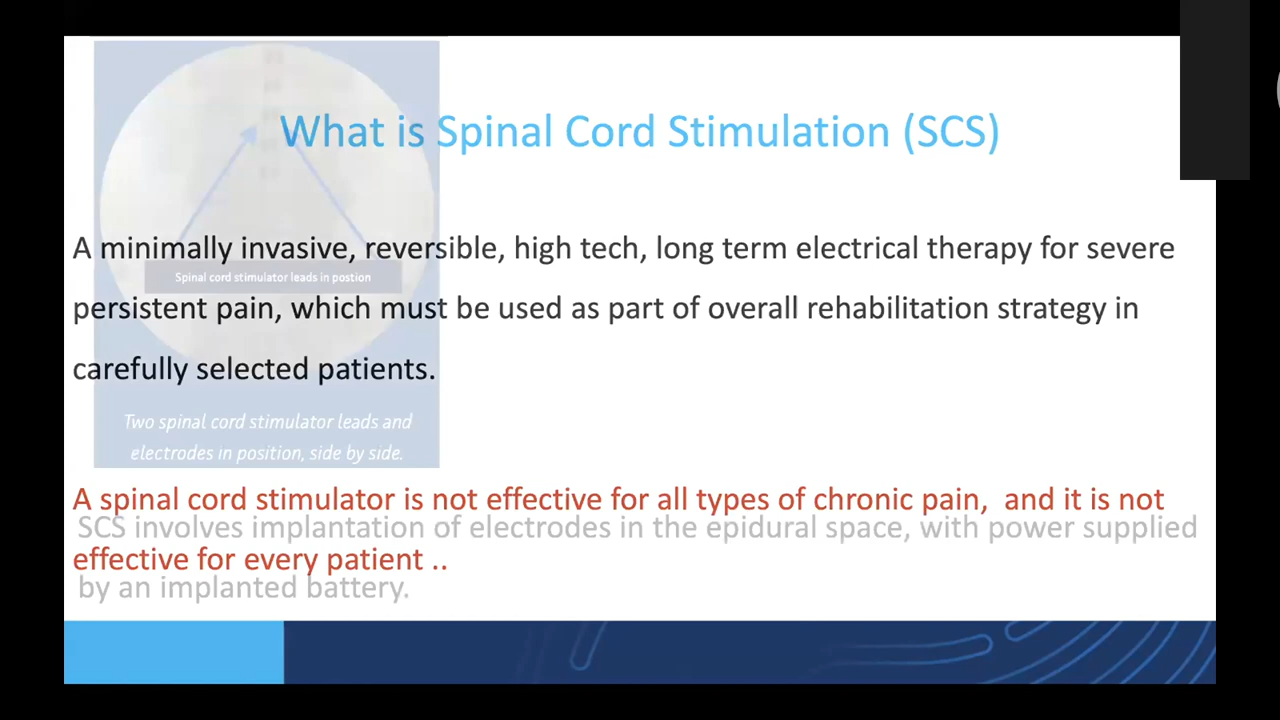 What is Spinal Cord Stimulation (SCS)
A minimally invasive, reversible, high tech, long term electrical therapy for severe
Spinal cord stimulator leads in postion
persistent pain, which must be used as part of overall rehabilitation strategy in
carefully selected patients.
Two spinal cord stimulator leads and
electrodes in position, side by side.
A spinal cord stimulator is not effective for all types of chronic pain, and it is not
SCS involves implantation of electrodes in the epidural space, with power supplied
effective for every patient ..
by an implanted battery.